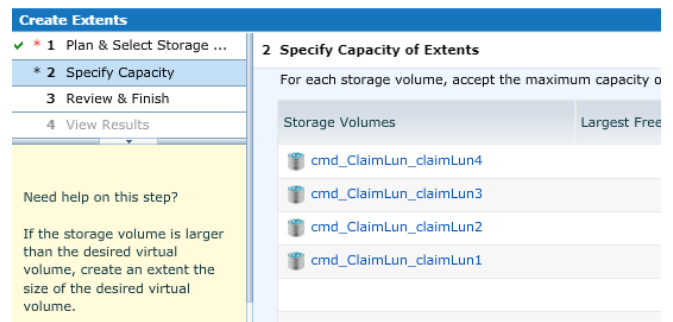 Create Extents
* 1 Plan & Select Storage ...
* 2 Specify Capacity
3 Review & Finish
4 View Results
Need help on this step?
If the storage volume is larger
than the desired virtual
volume, create an extent the
size of the desired virtual
volume.
2 Specify Capacity of Extents
For each storage volume, accept the maximum capacity o
Storage Volumes Largest Free
cmd_ClaimLun_claimLun4
cmd_ClaimLun_claimLun3
cmd_ClaimLun_claimLun2
cmd_ClaimLun_claimLun1